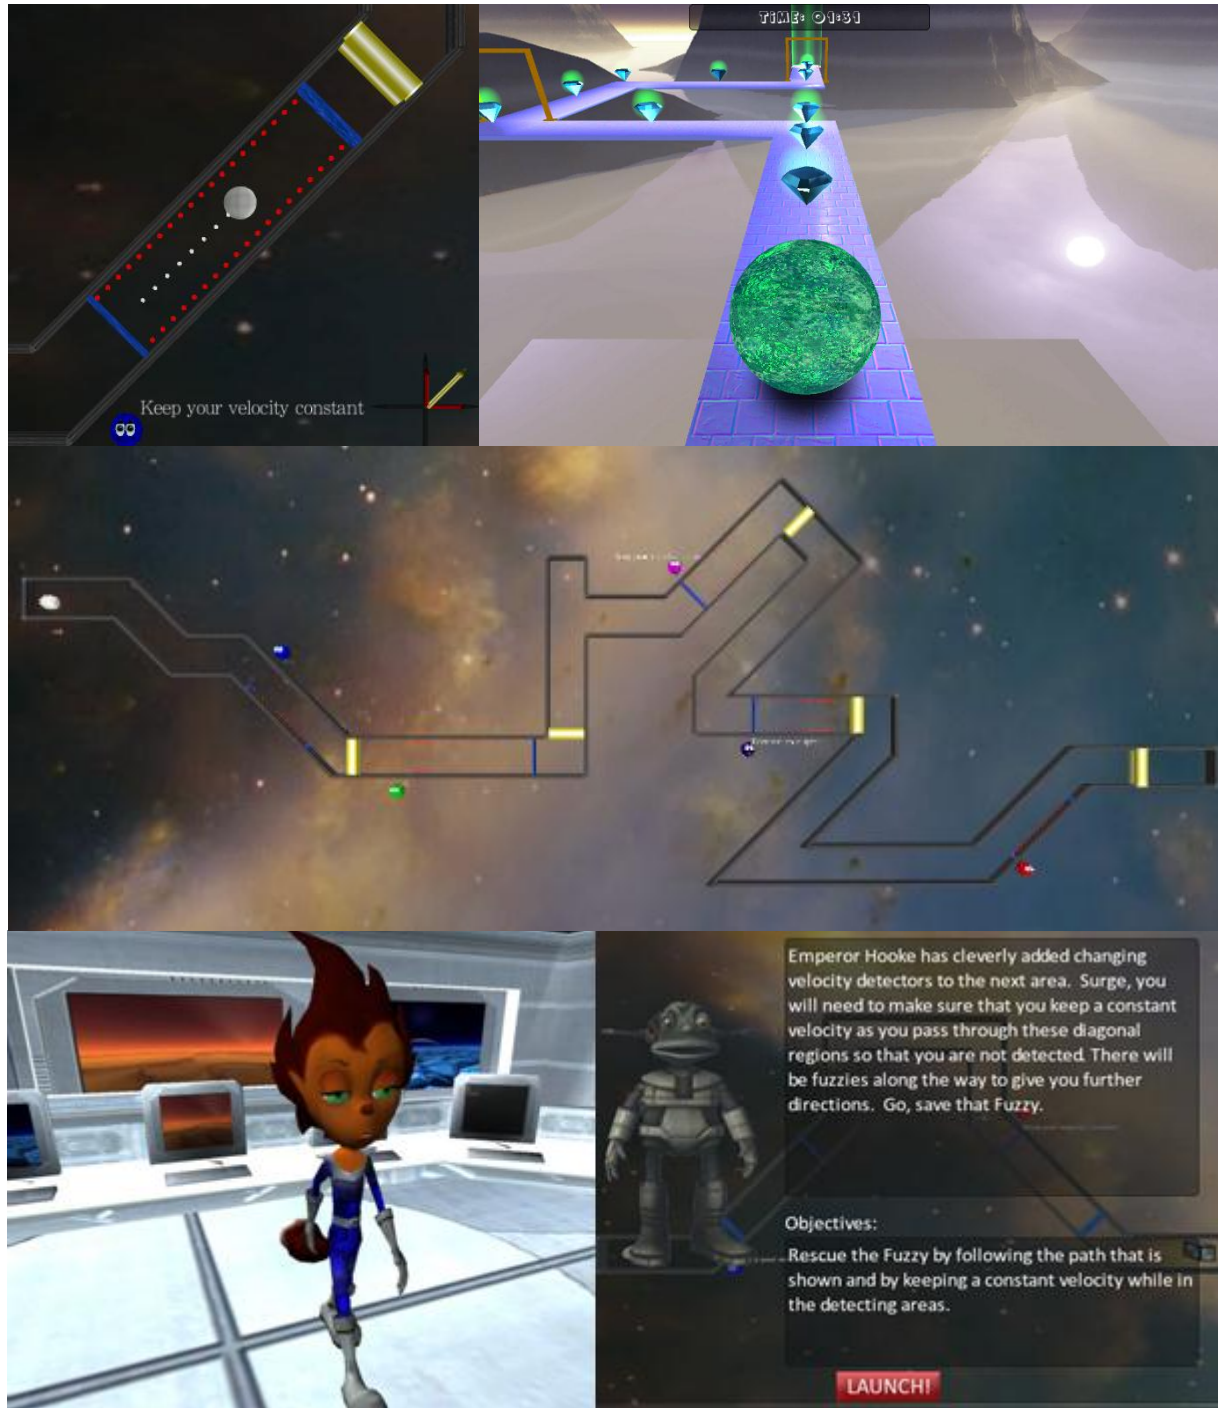 TIME: 01:31
Keep your velocity constant
Emperor Hooke has cleverly added changing
velocity detectors to the next area.  Surge, you
will need to make sure that you keep a constant
velocity as you pass through these diagonal
regions so that you are not detected. There will
be fuzzies along the way to give you further
directions.  Go, save that Fuzzy.
Objectives:
Rescue the Fuzzy by following the path that is
shown and by keeping a constant velocity while in
the detecting areas.
LAUNCH!